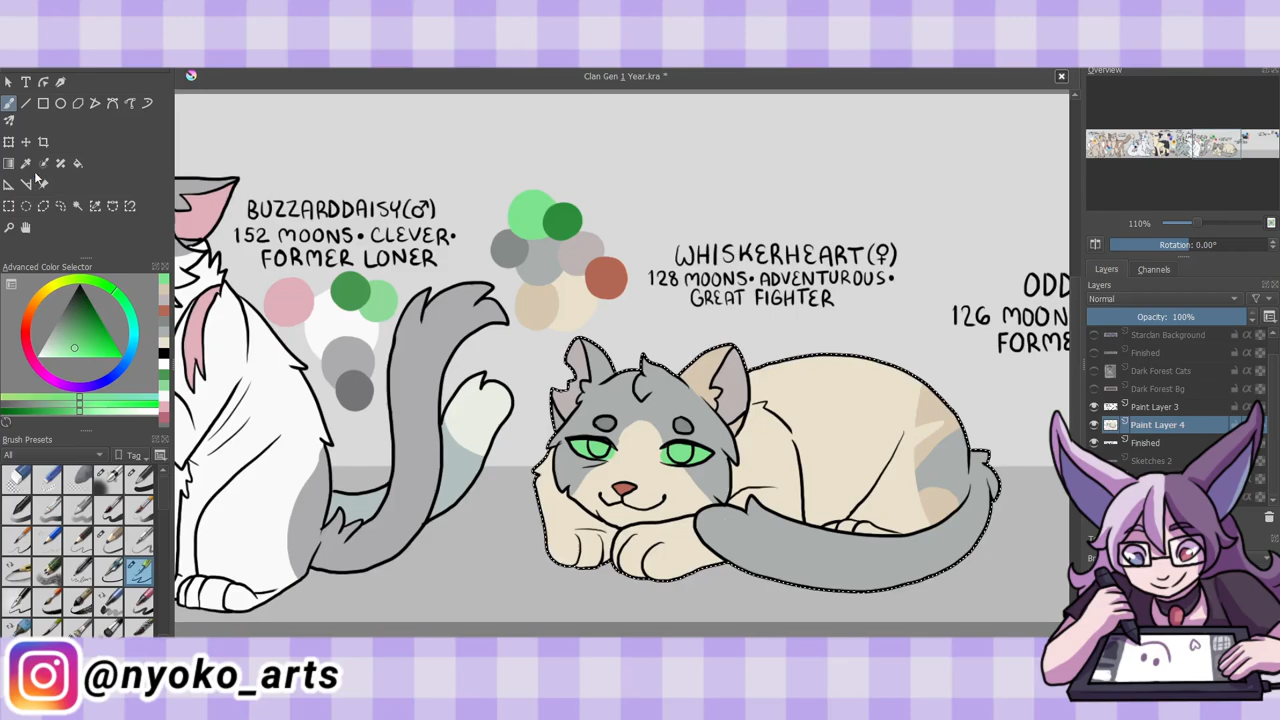 Clan Gen 1 Year.kra *
Overview
110%
Rotation: 0.00°
Layers
Channels
Layers
Normal
Opacity: 100%
Starclan Background
Finished
Dark Forest Cats
Dark Forest Bg
Paint Layer 3
Paint Layer 4
Finished
Sketches 2
Advanced Color Selector
Brush Presets
All
Tag
BUZZARDDAISY(♂)
152 MOONS• CLEVER•
FORMER LONER
WHISKERHEART(♀)
128 MOONS• ADVENTUROUS•
GREAT FIGHTER
ODD
126 MOON
FORME
@nyoko_arts